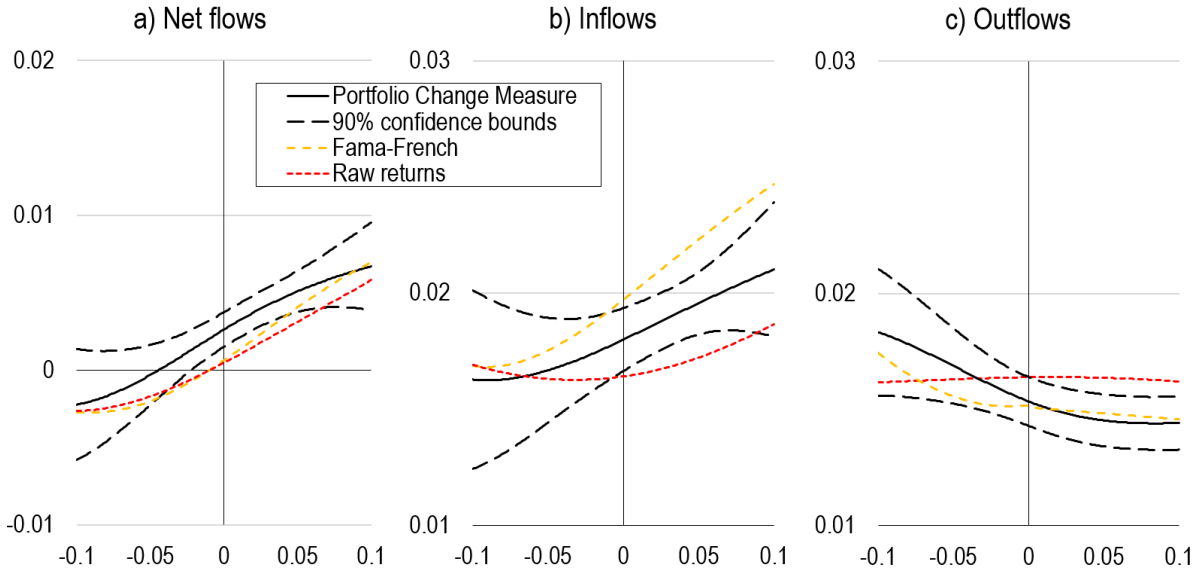 a) Net flows
b) Inflows
c) Outflows
0.02
0.03
0.03
Portfolio Change Measure
90% confidence bounds
Fama-French
Raw returns
0.01
0.02
0.02
0
-0.01
0.01
0.01
-0.1 -0.05 0 0.05 0.1
-0.1 -0.05 0 0.05 0.1
-0.1 -0.05 0 0.05 0.1